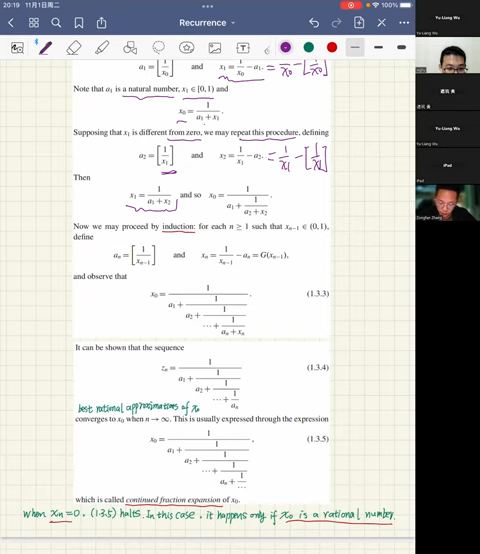 20:19 11月1日周二
100%
Recurrence
a₁ = [1/x₀] and x₁ = 1/x₀ − a₁. = 1/x₀ − [1/x₀]
Note that a₁ is a natural number, x₁ ∈ [0, 1) and
x₀ = 1/(a₁ + x₁).
Supposing that x₁ is different from zero, we may repeat this procedure, defining
a₂ = [1/x₁] and x₂ = 1/x₁ − a₂. = 1/x₁ − [1/x₁]
Then
x₁ = 1/(a₁ + x₂) and so x₀ = 1/(a₁ + 1/(a₂ + x₂)).
Now we may proceed by induction: for each n ≥ 1 such that xₙ₋₁ ∈ (0, 1),
define
aₙ = [1/xₙ₋₁] and xₙ = 1/xₙ₋₁ − aₙ = G(xₙ₋₁),
and observe that
x₀ = 1/(a₁ + 1/(a₂ + 1/(⋯ + 1/(aₙ + xₙ)))). (1.3.3)
It can be shown that the sequence
zₙ = 1/(a₁ + 1/(a₂ + 1/(⋯ + 1/aₙ))) (1.3.4)
best rational approximations of x₀
converges to x₀ when n → ∞. This is usually expressed through the expression
x₀ = 1/(a₁ + 1/(a₂ + 1/(⋯ + 1/(aₙ + 1/⋯)))), (1.3.5)
which is called continued fraction expansion of x₀.
when xₙ=0, (1.3.5) halts. In this case, it happens only if x₀ is a rational number.
Yu-Liang Wu
Yu-Liang Wu
Yu-Liang Wu
iPad
iPad
Dongfan Zheng